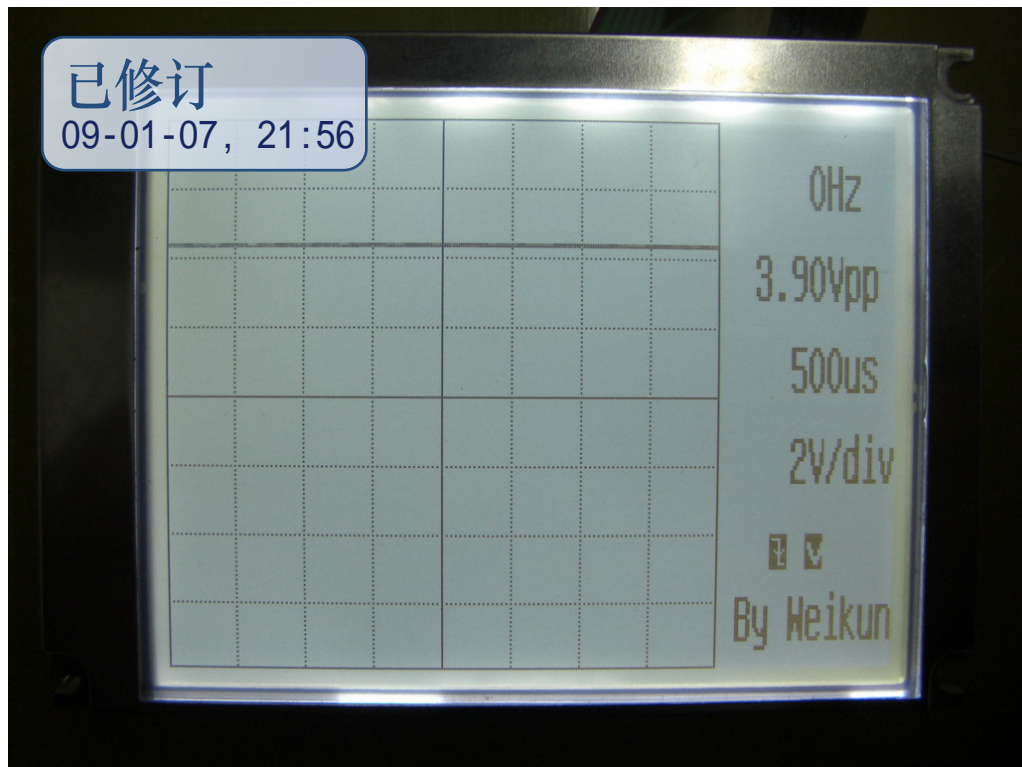 已修订
09-01-07, 21:56
0Hz
3.90Vpp
500us
2V/div
By Weikun